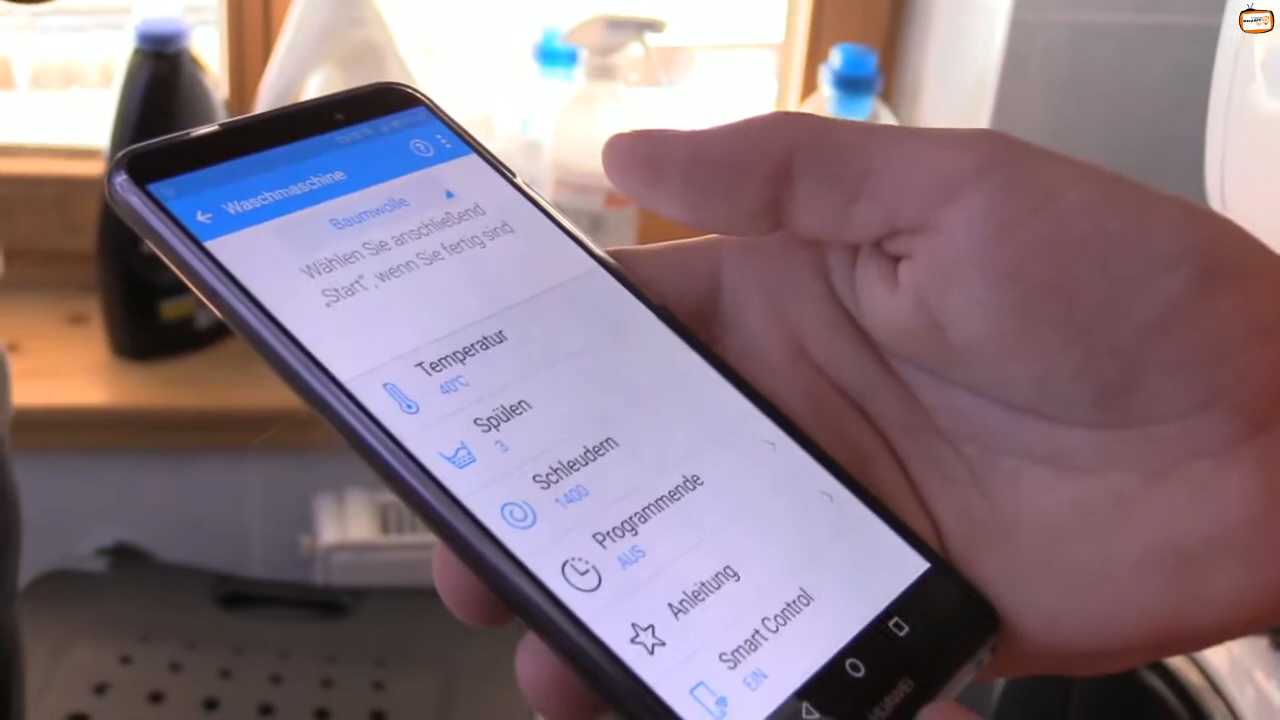 Waschmaschine
Baumwolle
Wählen Sie anschließend
„Start“, wenn Sie fertig sind
Temperatur
40°C
Spülen
3
Schleudern
1400
Programmende
AUS
Anleitung
Smart Control
EIN
HUAWEI